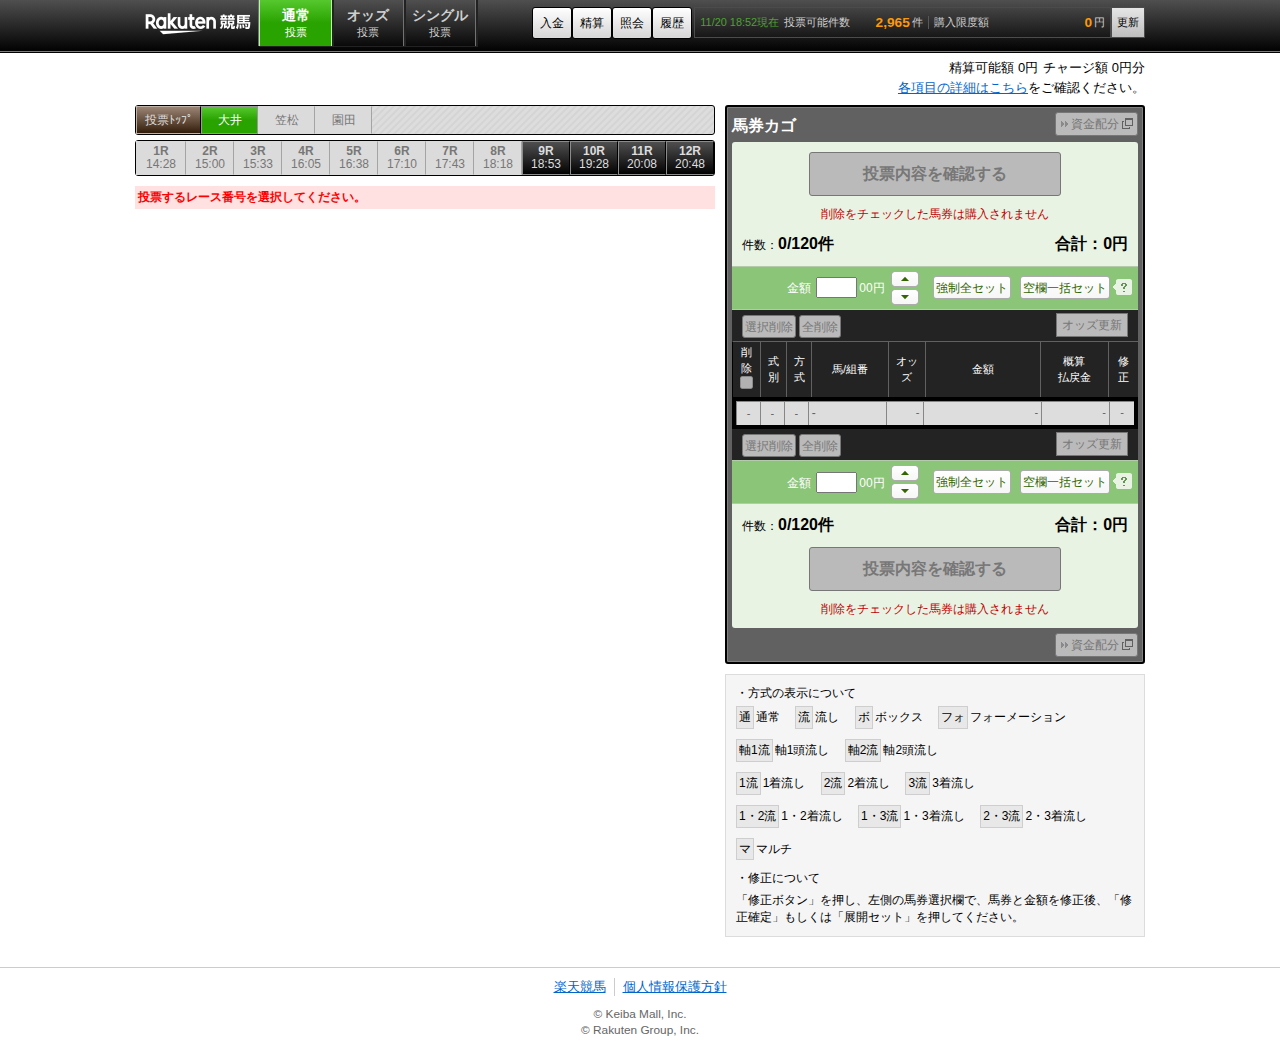 Rakuten 競馬
通常
投票
オッズ
投票
シングル
投票
入金 精算 照会 履歴
11/20 18:52現在 投票可能件数 2,965件 購入限度額 0円 更新
精算可能額 0円 チャージ額 0円分
各項目の詳細はこちらをご確認ください。
投票ﾄｯﾌﾟ 大井 笠松 園田
1R 2R 3R 4R 5R 6R 7R 8R 9R 10R 11R 12R
14:28 15:00 15:33 16:05 16:38 17:10 17:43 18:18 18:53 19:28 20:08 20:48
投票するレース番号を選択してください。
馬券カゴ
資金配分
投票内容を確認する
削除をチェックした馬券は購入されません
件数：0/120件 合計：0円
金額 00円 強制全セット 空欄一括セット ?
選択削除 全削除 オッズ更新
削除 式別 方式 馬/組番 オッズ 金額 概算払戻金 修正
- - - - - - - -
選択削除 全削除 オッズ更新
金額 00円 強制全セット 空欄一括セット ?
件数：0/120件 合計：0円
投票内容を確認する
削除をチェックした馬券は購入されません
資金配分
・方式の表示について
通 通常 流 流し ボ ボックス フォ フォーメーション
軸1流 軸1頭流し 軸2流 軸2頭流し
1流 1着流し 2流 2着流し 3流 3着流し
1・2流 1・2着流し 1・3流 1・3着流し 2・3流 2・3着流し
マ マルチ
・修正について
「修正ボタン」を押し、左側の馬券選択欄で、馬券と金額を修正後、「修
正確定」もしくは「展開セット」を押してください。
楽天競馬 個人情報保護方針
© Keiba Mall, Inc.
© Rakuten Group, Inc.